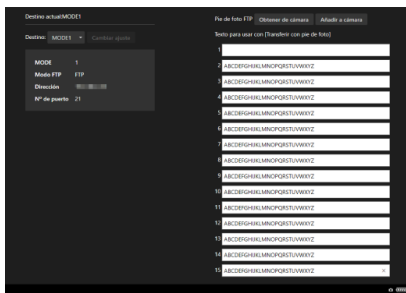 Destino actual:MODE1
Destino: MODE1 Cambiar ajuste
MODE 1
Modo FTP FTP
Dirección
Nº de puerto 21
Pie de foto FTP Obtener de cámara Añadir a cámara
Texto para usar con [Transferir con pie de foto]
1
2 ABCDEFGHIJKLMNOPQRSTUVWXYZ
3 ABCDEFGHIJKLMNOPQRSTUVWXYZ
4 ABCDEFGHIJKLMNOPQRSTUVWXYZ
5 ABCDEFGHIJKLMNOPQRSTUVWXYZ
6 ABCDEFGHIJKLMNOPQRSTUVWXYZ
7 ABCDEFGHIJKLMNOPQRSTUVWXYZ
8 ABCDEFGHIJKLMNOPQRSTUVWXYZ
9 ABCDEFGHIJKLMNOPQRSTUVWXYZ
10 ABCDEFGHIJKLMNOPQRSTUVWXYZ
11 ABCDEFGHIJKLMNOPQRSTUVWXYZ
12 ABCDEFGHIJKLMNOPQRSTUVWXYZ
13 ABCDEFGHIJKLMNOPQRSTUVWXYZ
14 ABCDEFGHIJKLMNOPQRSTUVWXYZ
15 ABCDEFGHIJKLMNOPQRSTUVWXYZ